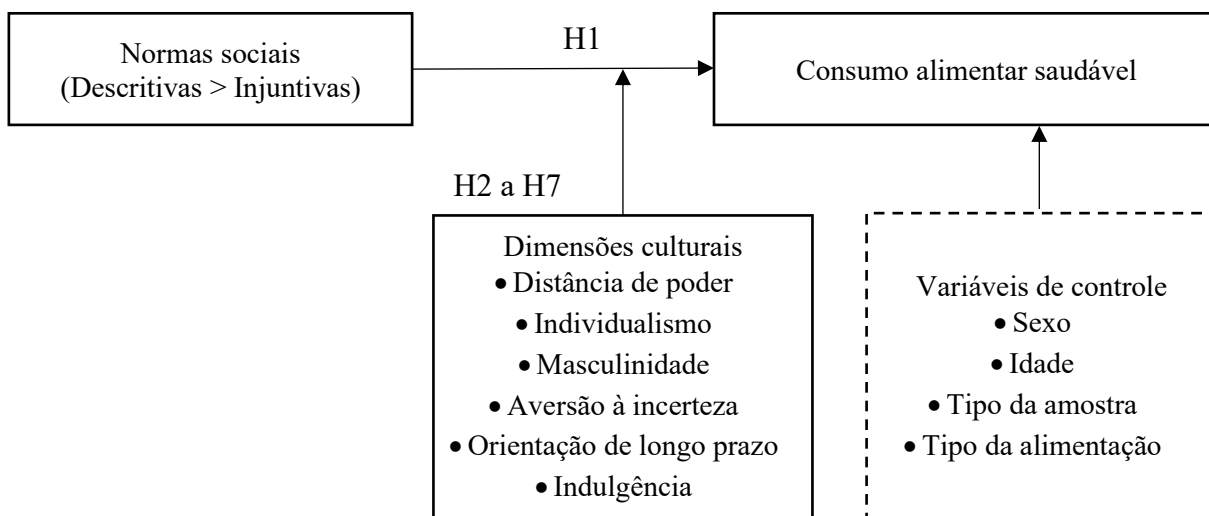 Normas sociais
(Descritivas > Injuntivas)
H1
Consumo alimentar saudável
H2 a H7
Dimensões culturais
• Distância de poder
• Individualismo
• Masculinidade
• Aversão à incerteza
• Orientação de longo prazo
• Indulgência
Variáveis de controle
• Sexo
• Idade
• Tipo da amostra
• Tipo da alimentação